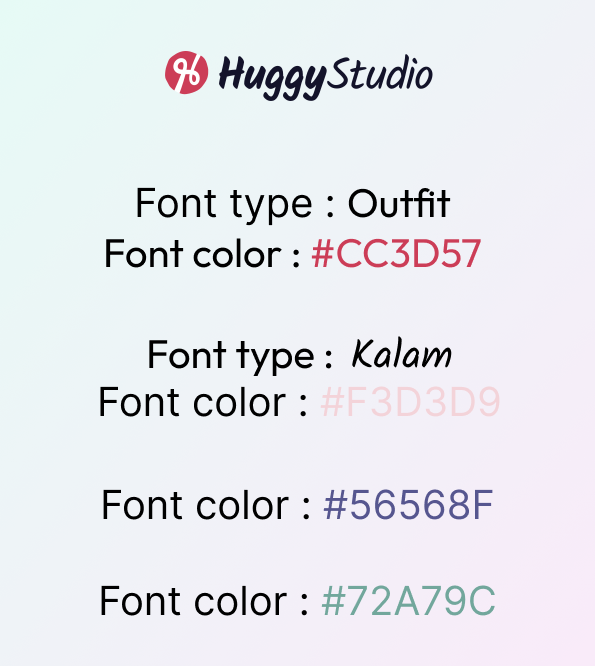 HuggyStudio
Font type : Outfit
Font color : #CC3D57
Font type : Kalam
Font color : #F3D3D9
Font color : #56568F
Font color : #72A79C